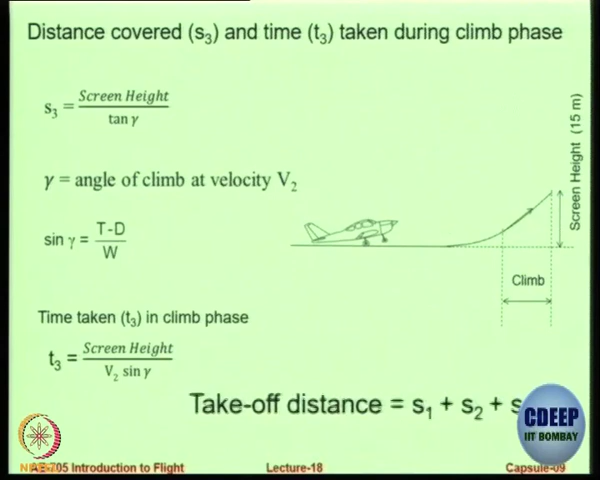 Distance covered (s₃) and time (t₃) taken during climb phase
s₃ = Screen Height / tan γ
γ = angle of climb at velocity V₂
sin γ = T-D / W
Screen Height (15 m)
Climb
Time taken (t₃) in climb phase
t₃ = Screen Height / V₂ sin γ
Take-off distance = s₁ + s₂ + s
CDEEP
IIT BOMBAY
705 Introduction to Flight
Lecture-18
Capsule-09